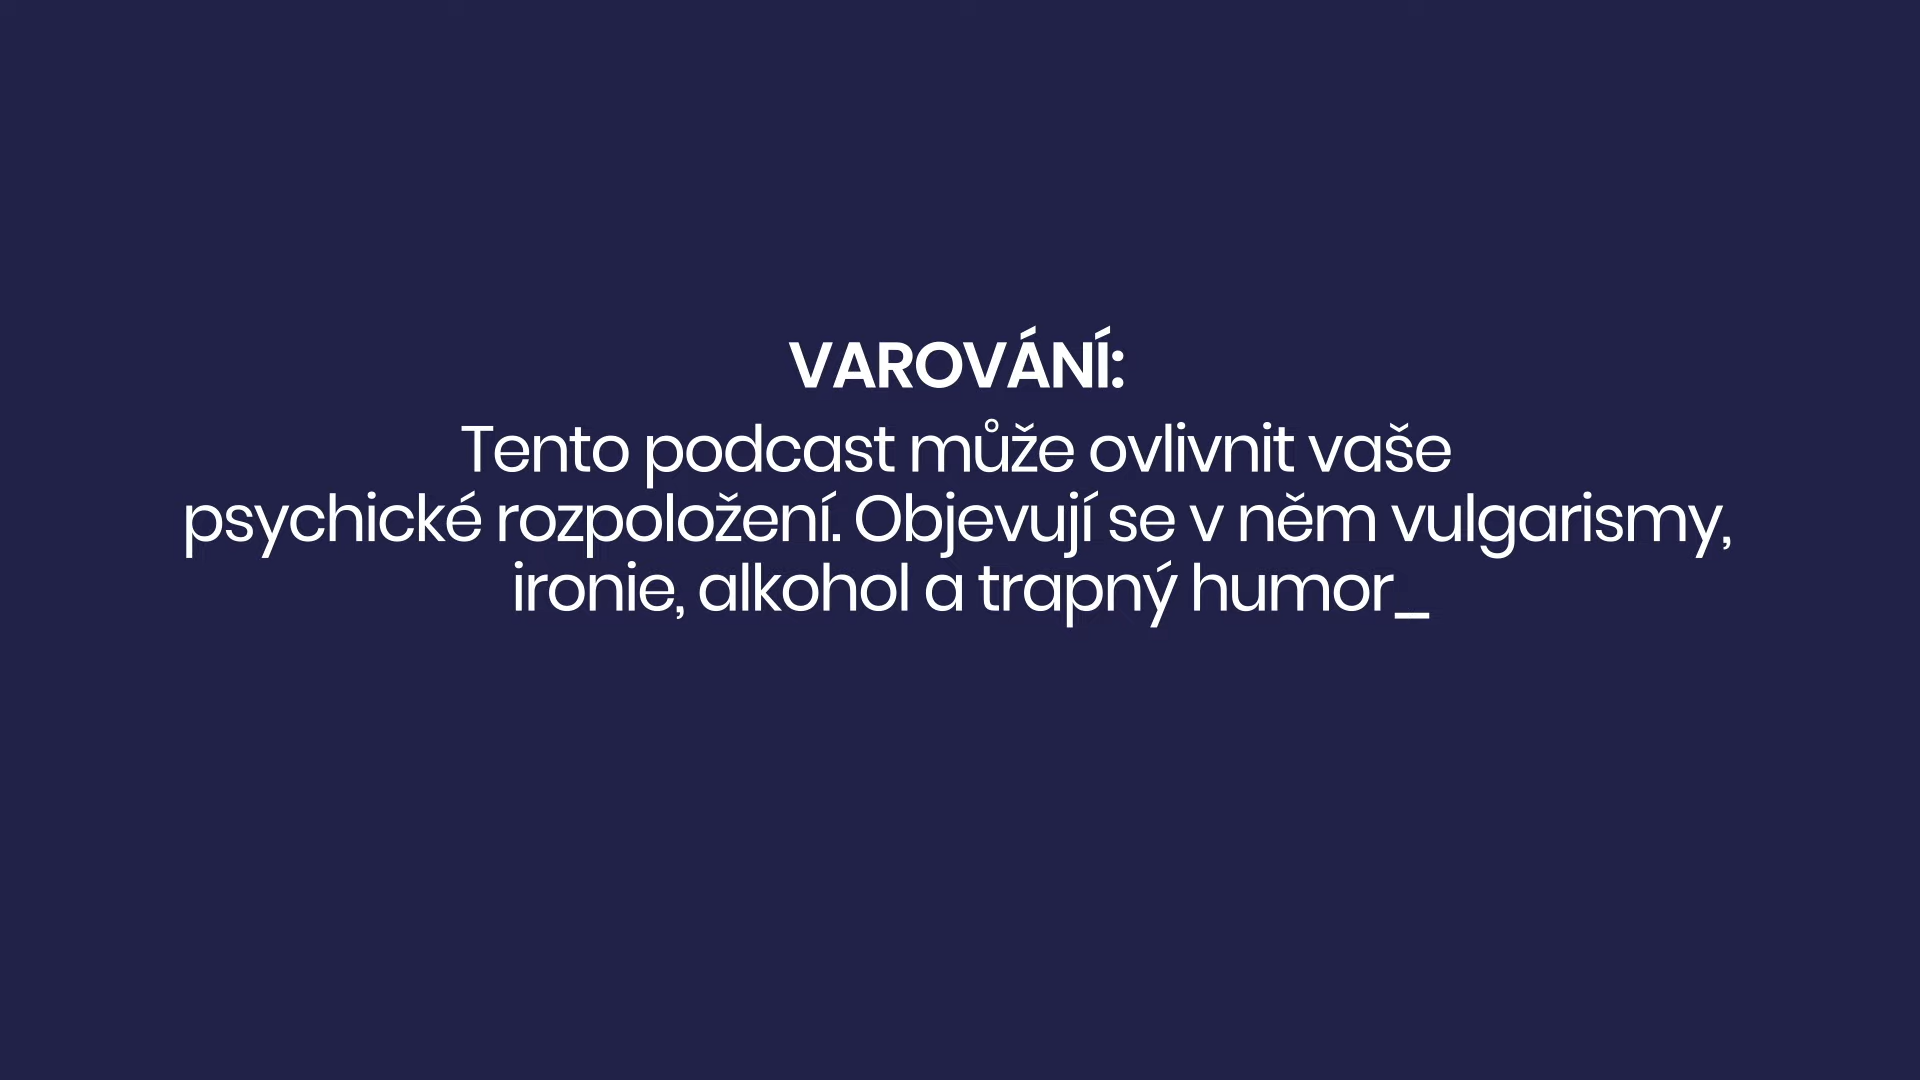 VAROVÁNÍ:
Tento podcast může ovlivnit vaše
psychické rozpoložení. Objevují se v něm vulgarismy,
ironie, alkohol a trapný humor_